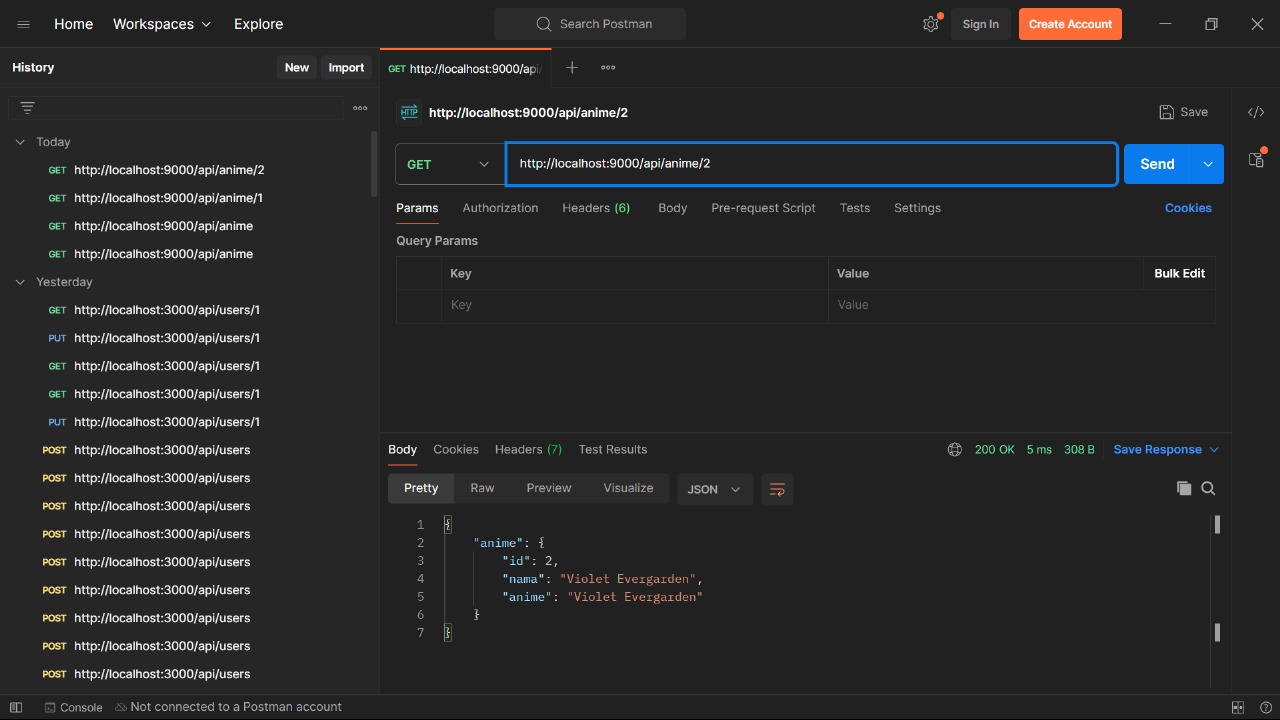 Home Workspaces Explore Search Postman Sign In Create Account
History New Import GET http://localhost:9000/api/
HTTP http://localhost:9000/api/anime/2 Save
Today
GET http://localhost:9000/api/anime/2
GET http://localhost:9000/api/anime/1
GET http://localhost:9000/api/anime
GET http://localhost:9000/api/anime
Yesterday
GET http://localhost:3000/api/users/1
PUT http://localhost:3000/api/users/1
GET http://localhost:3000/api/users/1
GET http://localhost:3000/api/users/1
PUT http://localhost:3000/api/users/1
POST http://localhost:3000/api/users
POST http://localhost:3000/api/users
POST http://localhost:3000/api/users
POST http://localhost:3000/api/users
POST http://localhost:3000/api/users
POST http://localhost:3000/api/users
POST http://localhost:3000/api/users
POST http://localhost:3000/api/users
POST http://localhost:3000/api/users
GET http://localhost:9000/api/anime/2 Send
Params Authorization Headers (6) Body Pre-request Script Tests Settings Cookies
Query Params
Key Value Bulk Edit
Key Value
Body Cookies Headers (7) Test Results 200 OK 5 ms 308 B Save Response
Pretty Raw Preview Visualize JSON
1 {
2 "anime": {
3 "id": 2,
4 "nama": "Violet Evergarden",
5 "anime": "Violet Evergarden"
6 }
7 }
Console Not connected to a Postman account